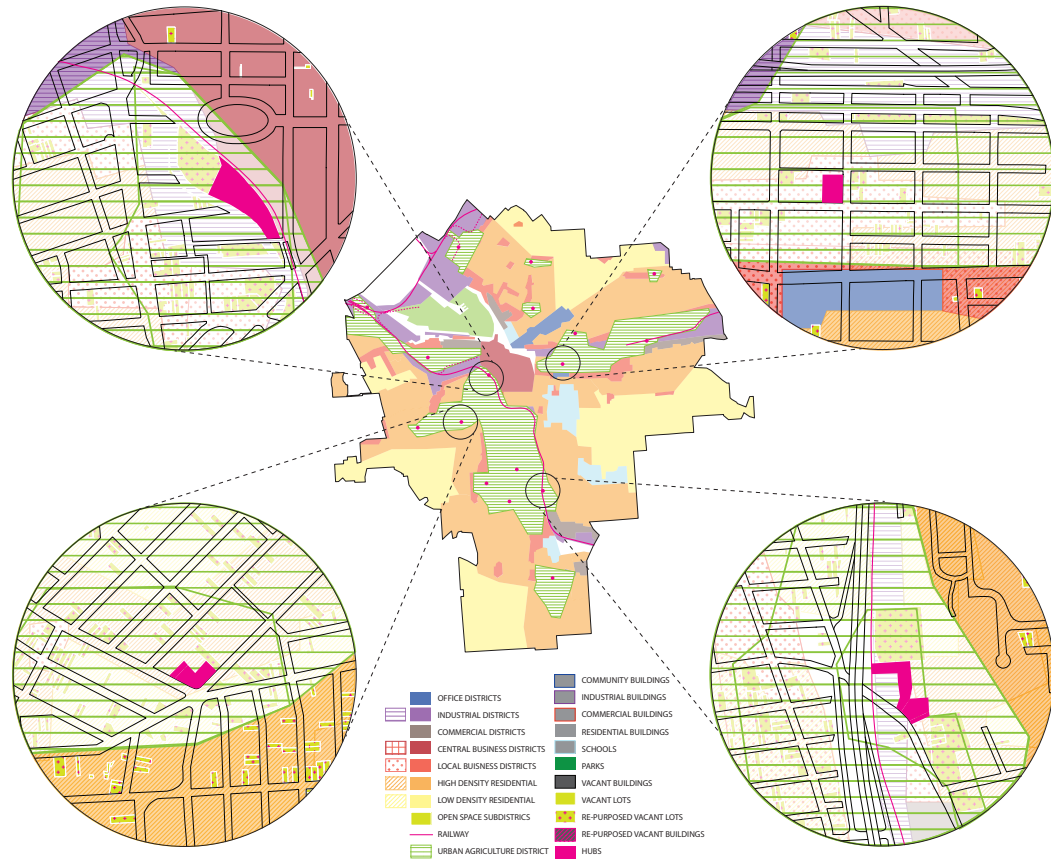 OFFICE DISTRICTS
INDUSTRIAL DISTRICTS
COMMERCIAL DISTRICTS
CENTRAL BUSINESS DISTRICTS
LOCAL BUSINESS DISTRICTS
HIGH DENSITY RESIDENTIAL
LOW DENSITY RESIDENTIAL
OPEN SPACE SUBDISTRICS
RAILWAY
URBAN AGRICULTURE DISTRICT
COMMUNITY BUILDINGS
INDUSTRIAL BUILDINGS
COMMERCIAL BUILDINGS
RESIDENTIAL BUILDINGS
SCHOOLS
PARKS
VACANT BUILDINGS
VACANT LOTS
RE-PURPOSED VACANT LOTS
RE-PURPOSED VACANT BUILDINGS
HUBS